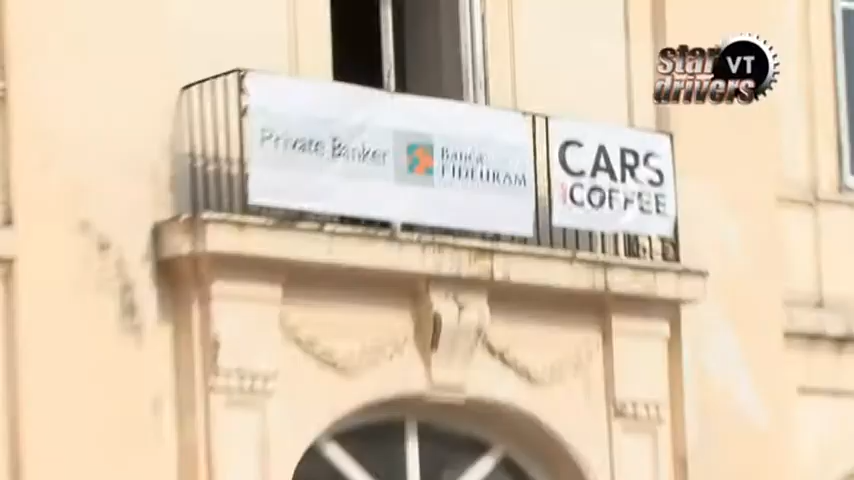 star VT
drivers
Private Banker
BANCA
FIDEURAM
CARS
COFFEE